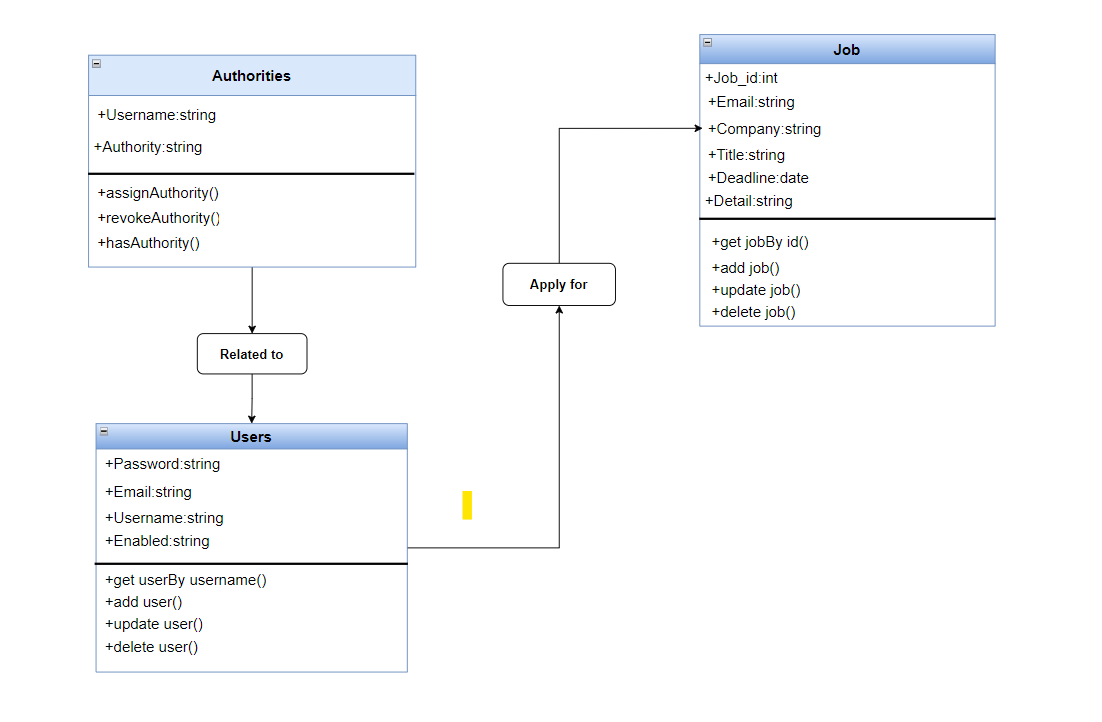 Authorities
+Username:string
+Authority:string
+assignAuthority()
+revokeAuthority()
+hasAuthority()
Related to
Users
+Password:string
+Email:string
+Username:string
+Enabled:string
+get userBy username()
+add user()
+update user()
+delete user()
Apply for
Job
+Job_id:int
+Email:string
+Company:string
+Title:string
+Deadline:date
+Detail:string
+get jobBy id()
+add job()
+update job()
+delete job()